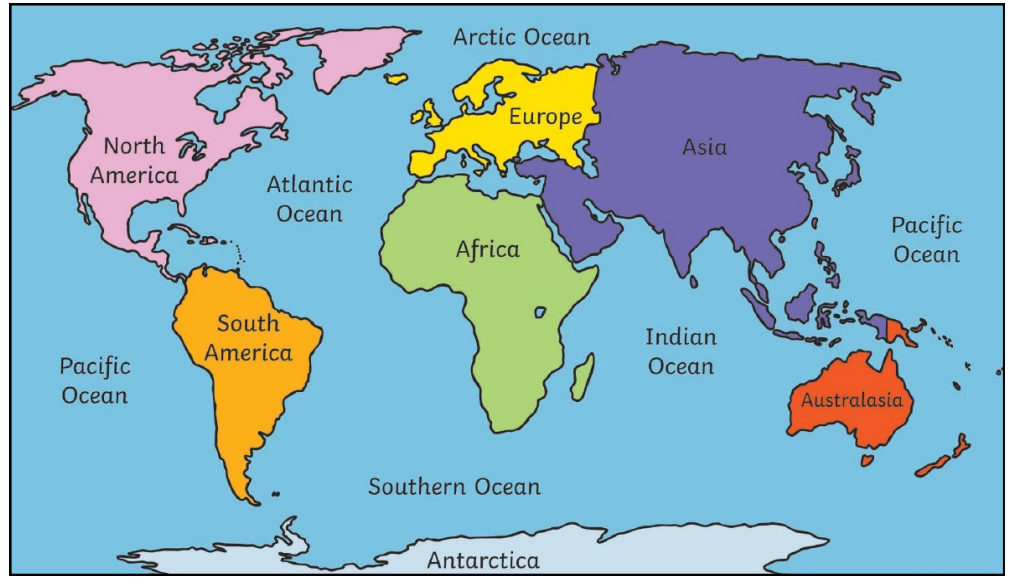 Arctic Ocean
Europe
North
America
Asia
Atlantic
Ocean
Africa
Pacific
Ocean
South
America
Indian
Ocean
Pacific
Ocean
Australasia
Southern Ocean
Antarctica